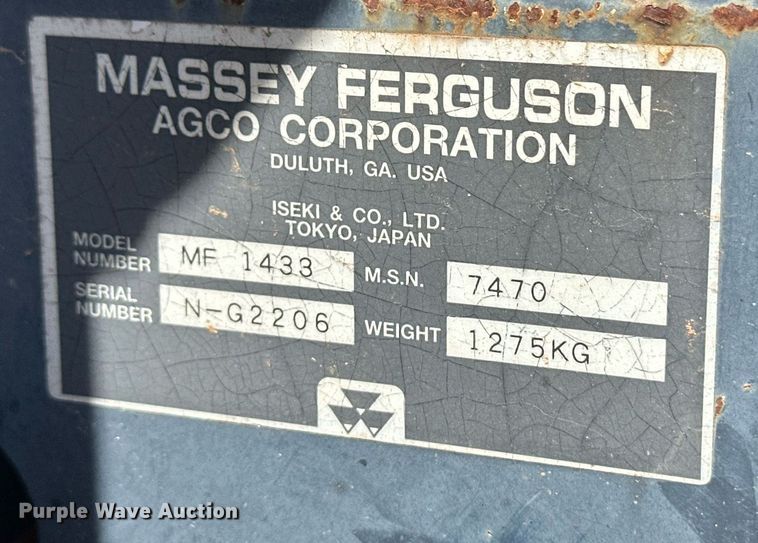 MASSEY FERGUSON
AGCO CORPORATION
DULUTH, GA. USA
ISEKI & CO., LTD.
TOKYO, JAPAN
MODEL NUMBER MF 1433 M.S.N. 7470
SERIAL NUMBER N-G2206 WEIGHT 1275KG
Purple Wave Auction